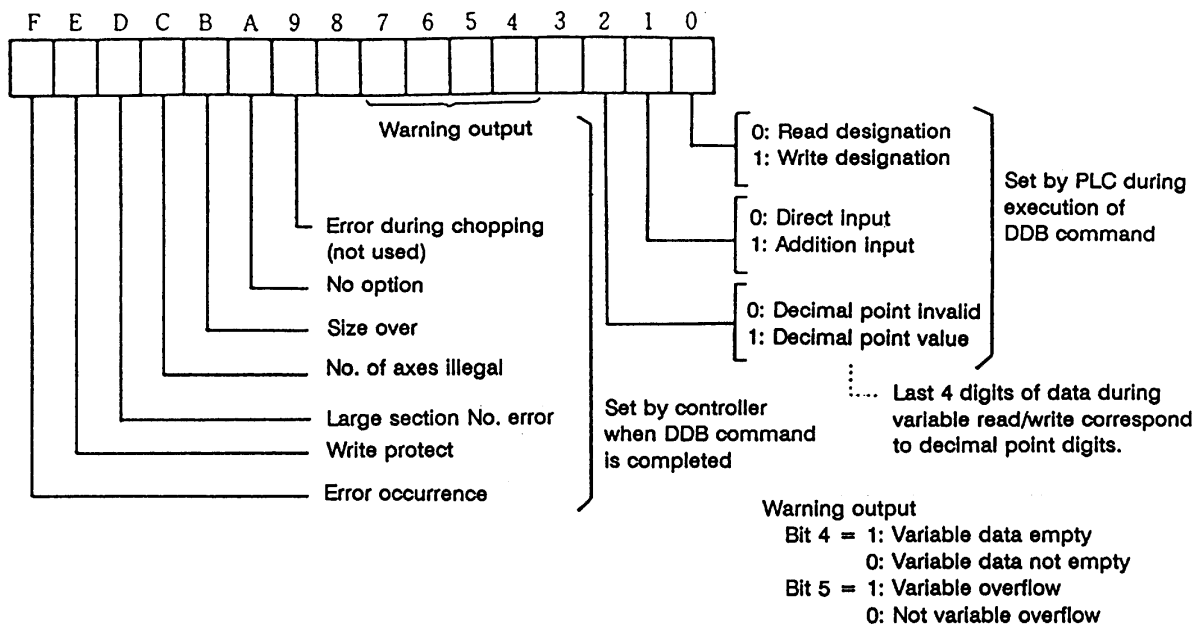 F E D C B A 9 8 7 6 5 4 3 2 1 0
Warning output
0: Read designation
1: Write designation
Set by PLC during
execution of
DDB command
0: Direct input
1: Addition input
Error during chopping
(not used)
No option
0: Decimal point invalid
1: Decimal point value
Size over
No. of axes illegal
Last 4 digits of data during
variable read/write correspond
to decimal point digits.
Large section No. error
Set by controller
when DDB command
is completed
Write protect
Error occurrence
Warning output
Bit 4 = 1: Variable data empty
0: Variable data not empty
Bit 5 = 1: Variable overflow
0: Not variable overflow